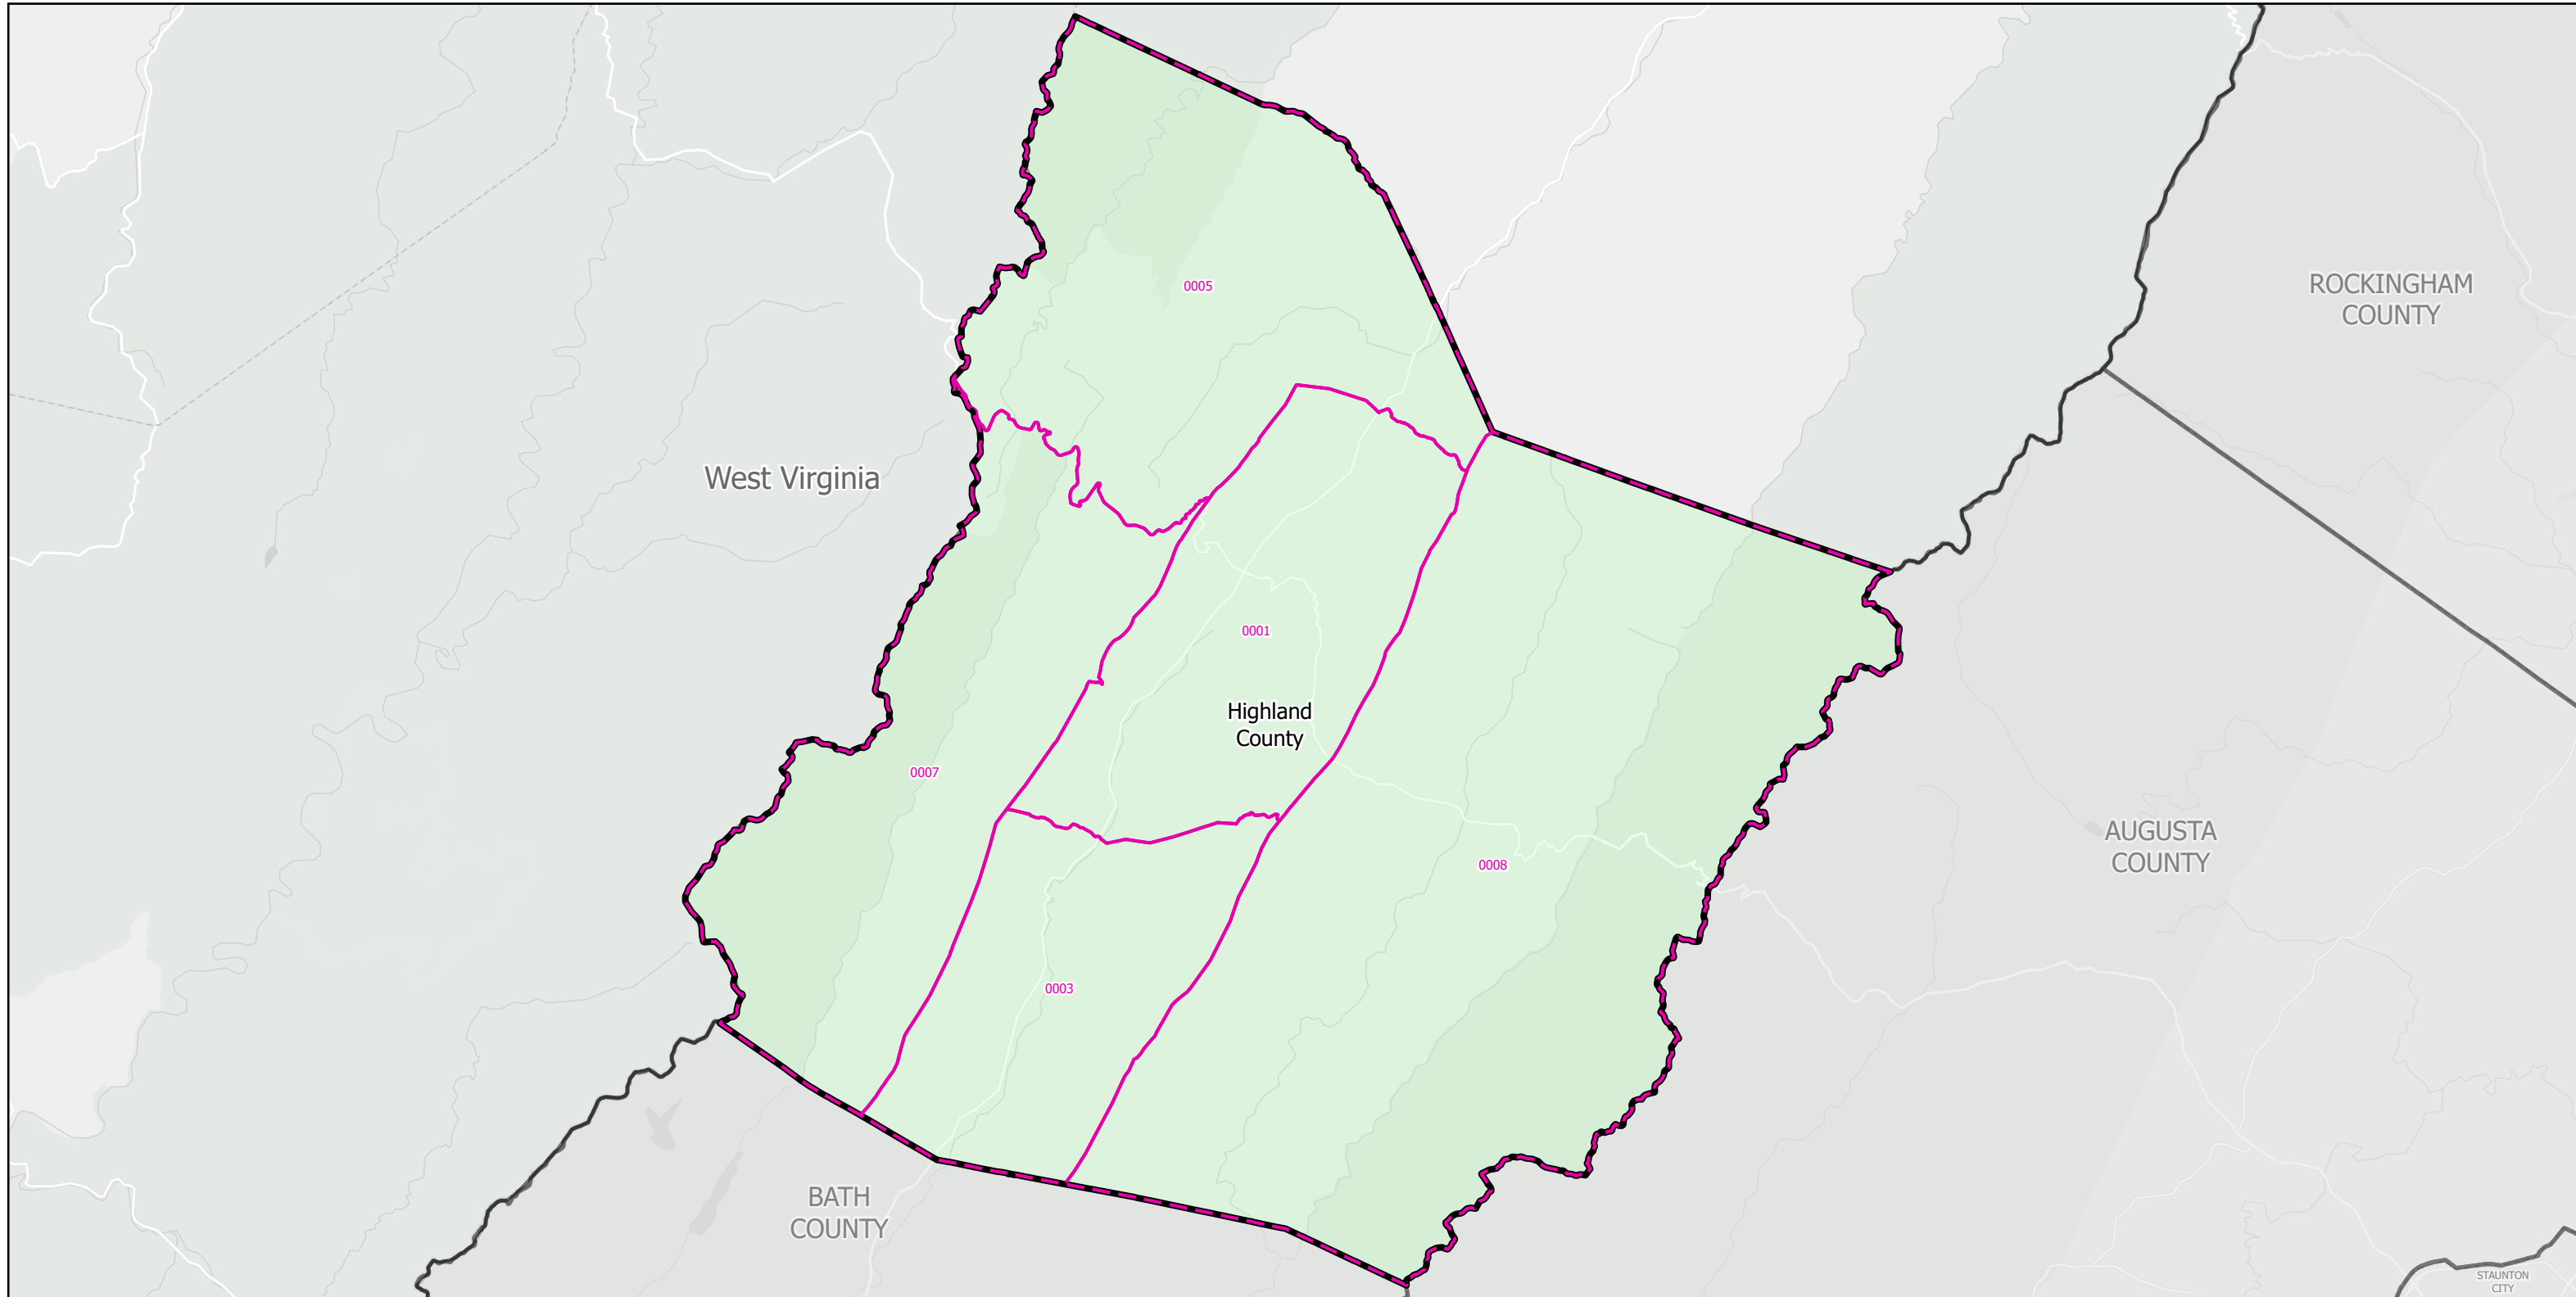 0005
ROCKINGHAM
COUNTY
West Virginia
0001
Highland
County
0007
AUGUSTA
COUNTY
0008
0003
BATH
COUNTY
STAUNTON
CITY